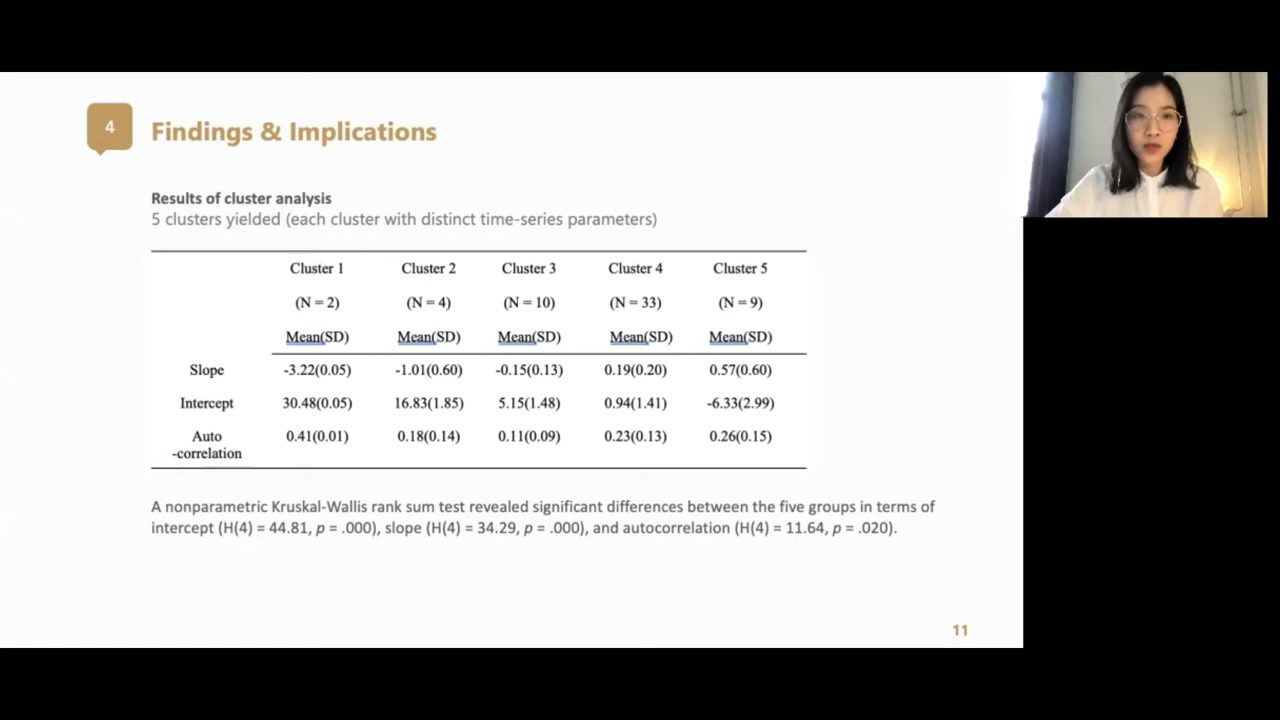 4
Findings & Implications
Results of cluster analysis
5 clusters yielded (each cluster with distinct time-series parameters)
Cluster 1 Cluster 2 Cluster 3 Cluster 4 Cluster 5
(N = 2) (N = 4) (N = 10) (N = 33) (N = 9)
Mean(SD) Mean(SD) Mean(SD) Mean(SD) Mean(SD)
Slope -3.22(0.05) -1.01(0.60) -0.15(0.13) 0.19(0.20) 0.57(0.60)
Intercept 30.48(0.05) 16.83(1.85) 5.15(1.48) 0.94(1.41) -6.33(2.99)
Auto 0.41(0.01) 0.18(0.14) 0.11(0.09) 0.23(0.13) 0.26(0.15)
-correlation
A nonparametric Kruskal-Wallis rank sum test revealed significant differences between the five groups in terms of
intercept (H(4) = 44.81, p = .000), slope (H(4) = 34.29, p = .000), and autocorrelation (H(4) = 11.64, p = .020).
11